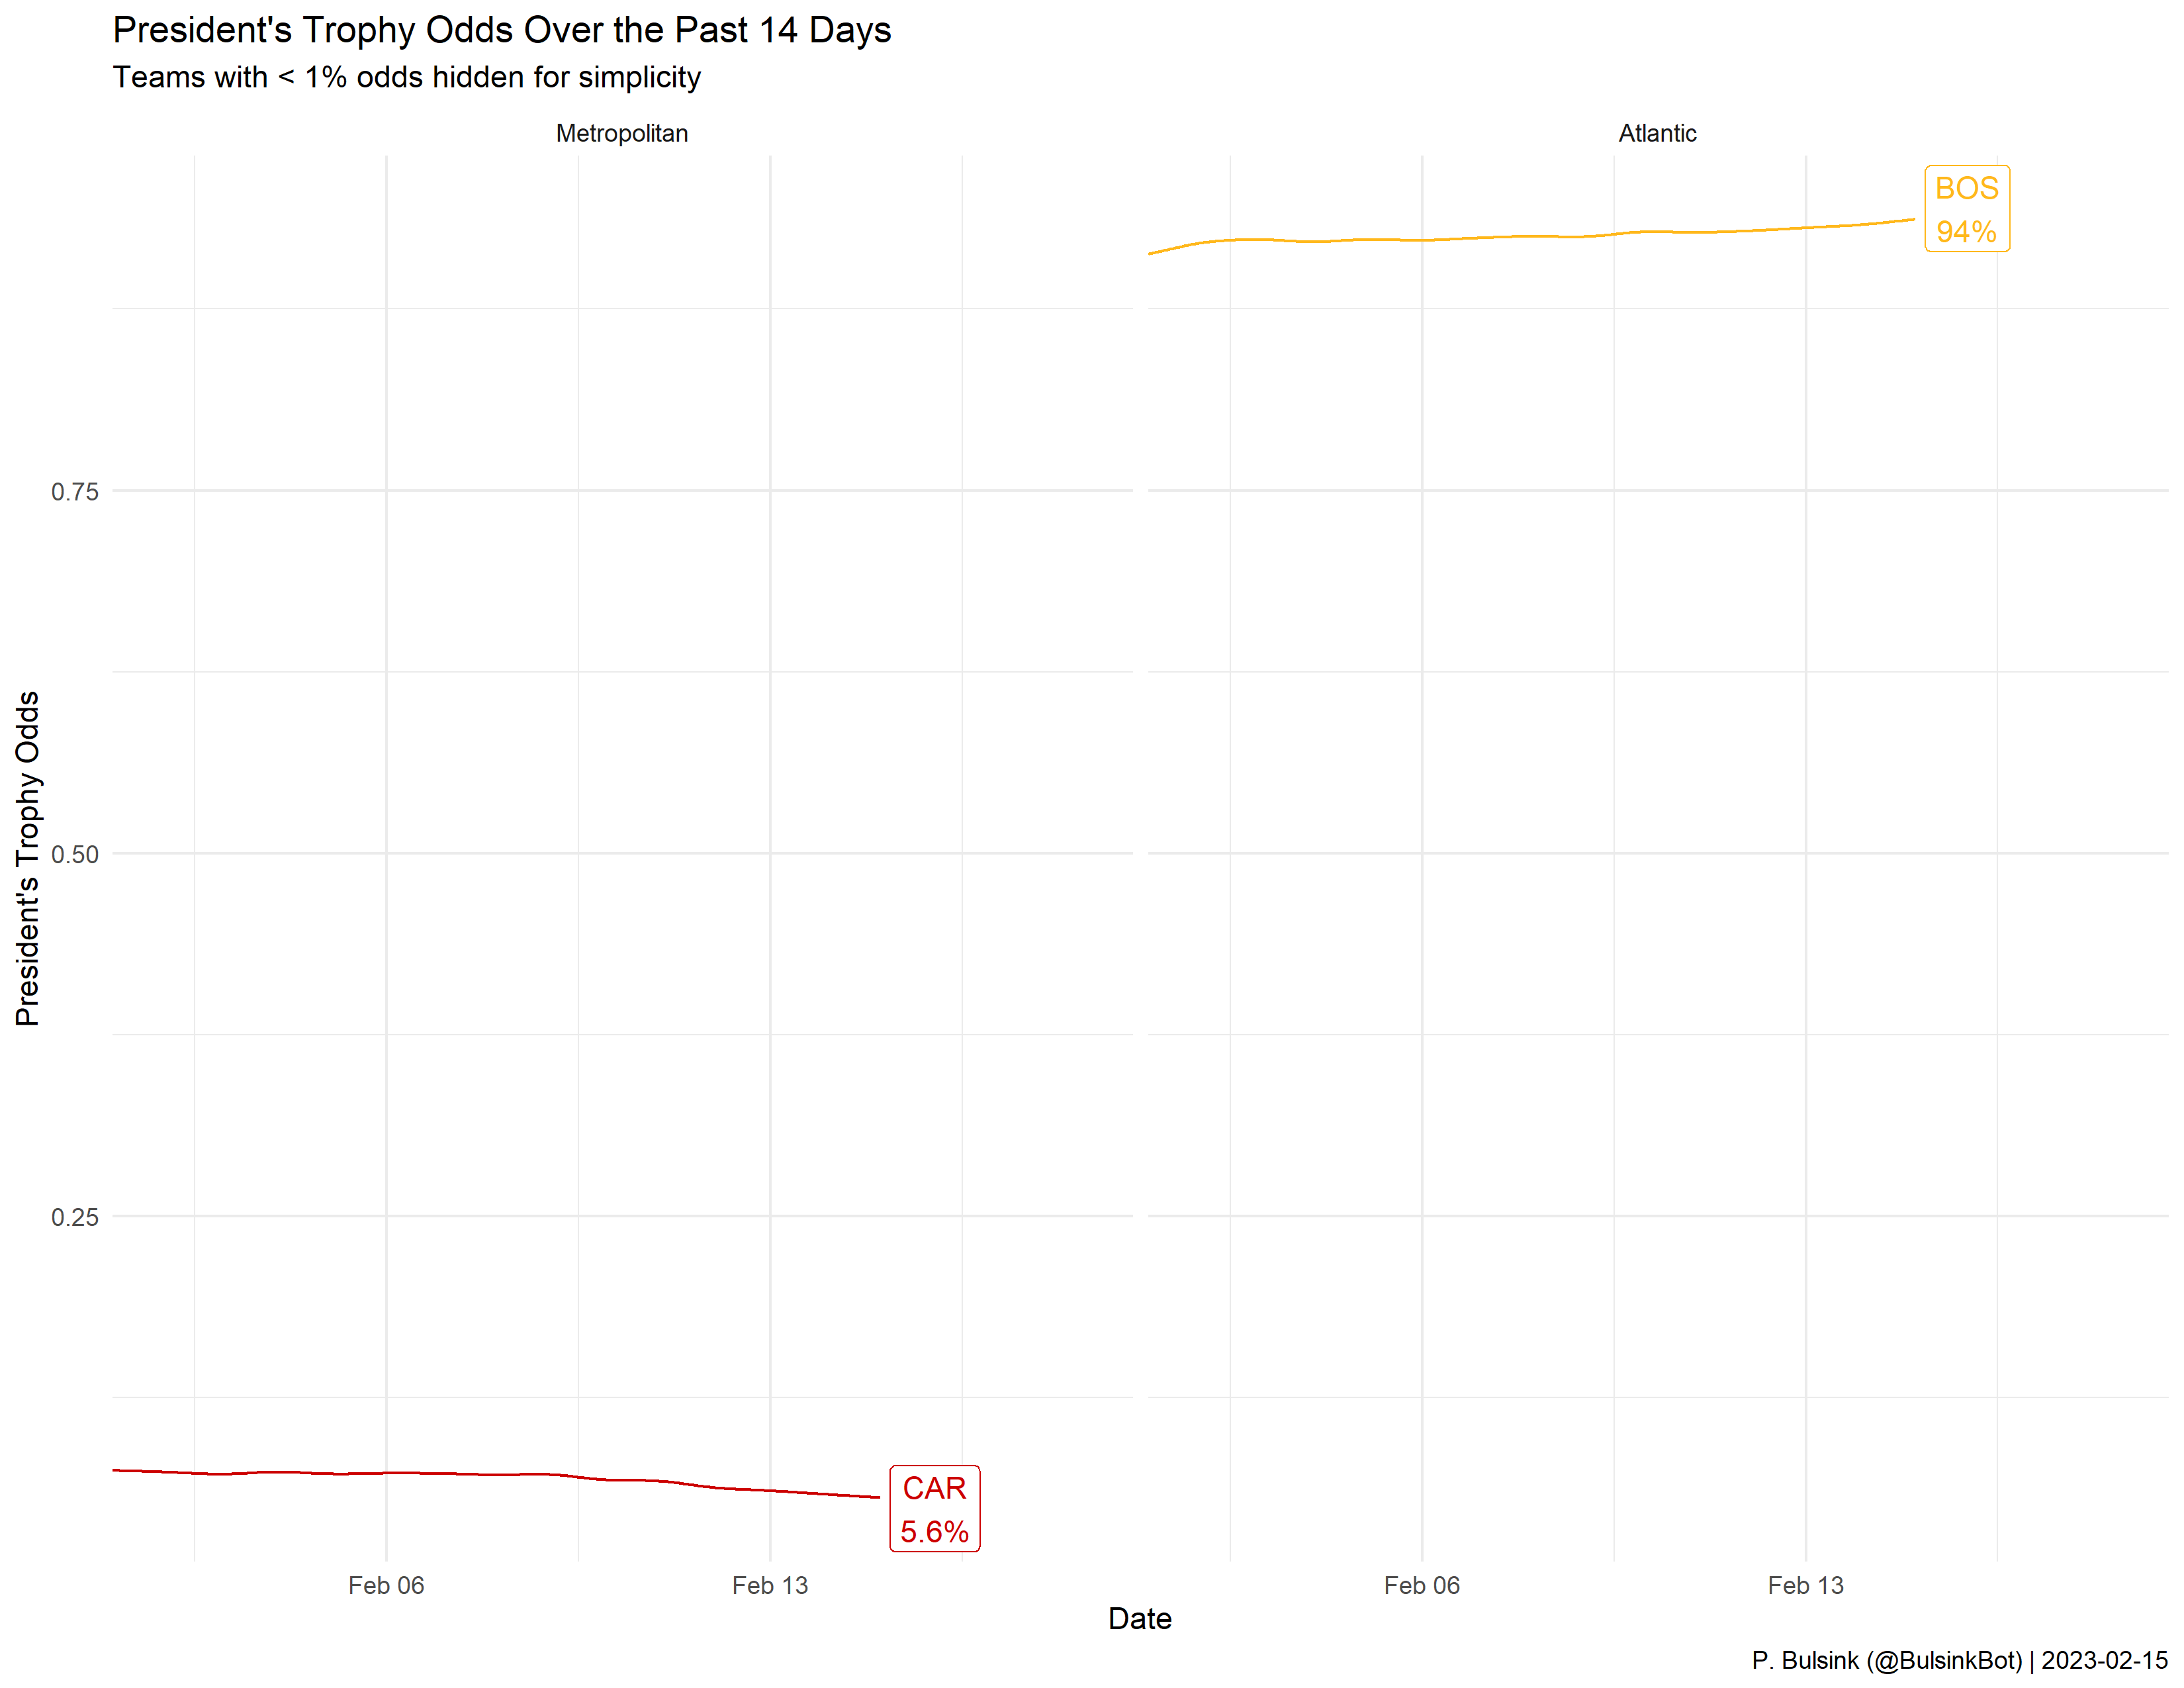 President's Trophy Odds Over the Past 14 Days
Teams with < 1% odds hidden for simplicity
Metropolitan
Atlantic
BOS
94%
0.75
0.50
0.25
President's Trophy Odds
CAR
5.6%
Feb 06
Feb 13
Feb 06
Feb 13
Date
P. Bulsink (@BulsinkBot) | 2023-02-15